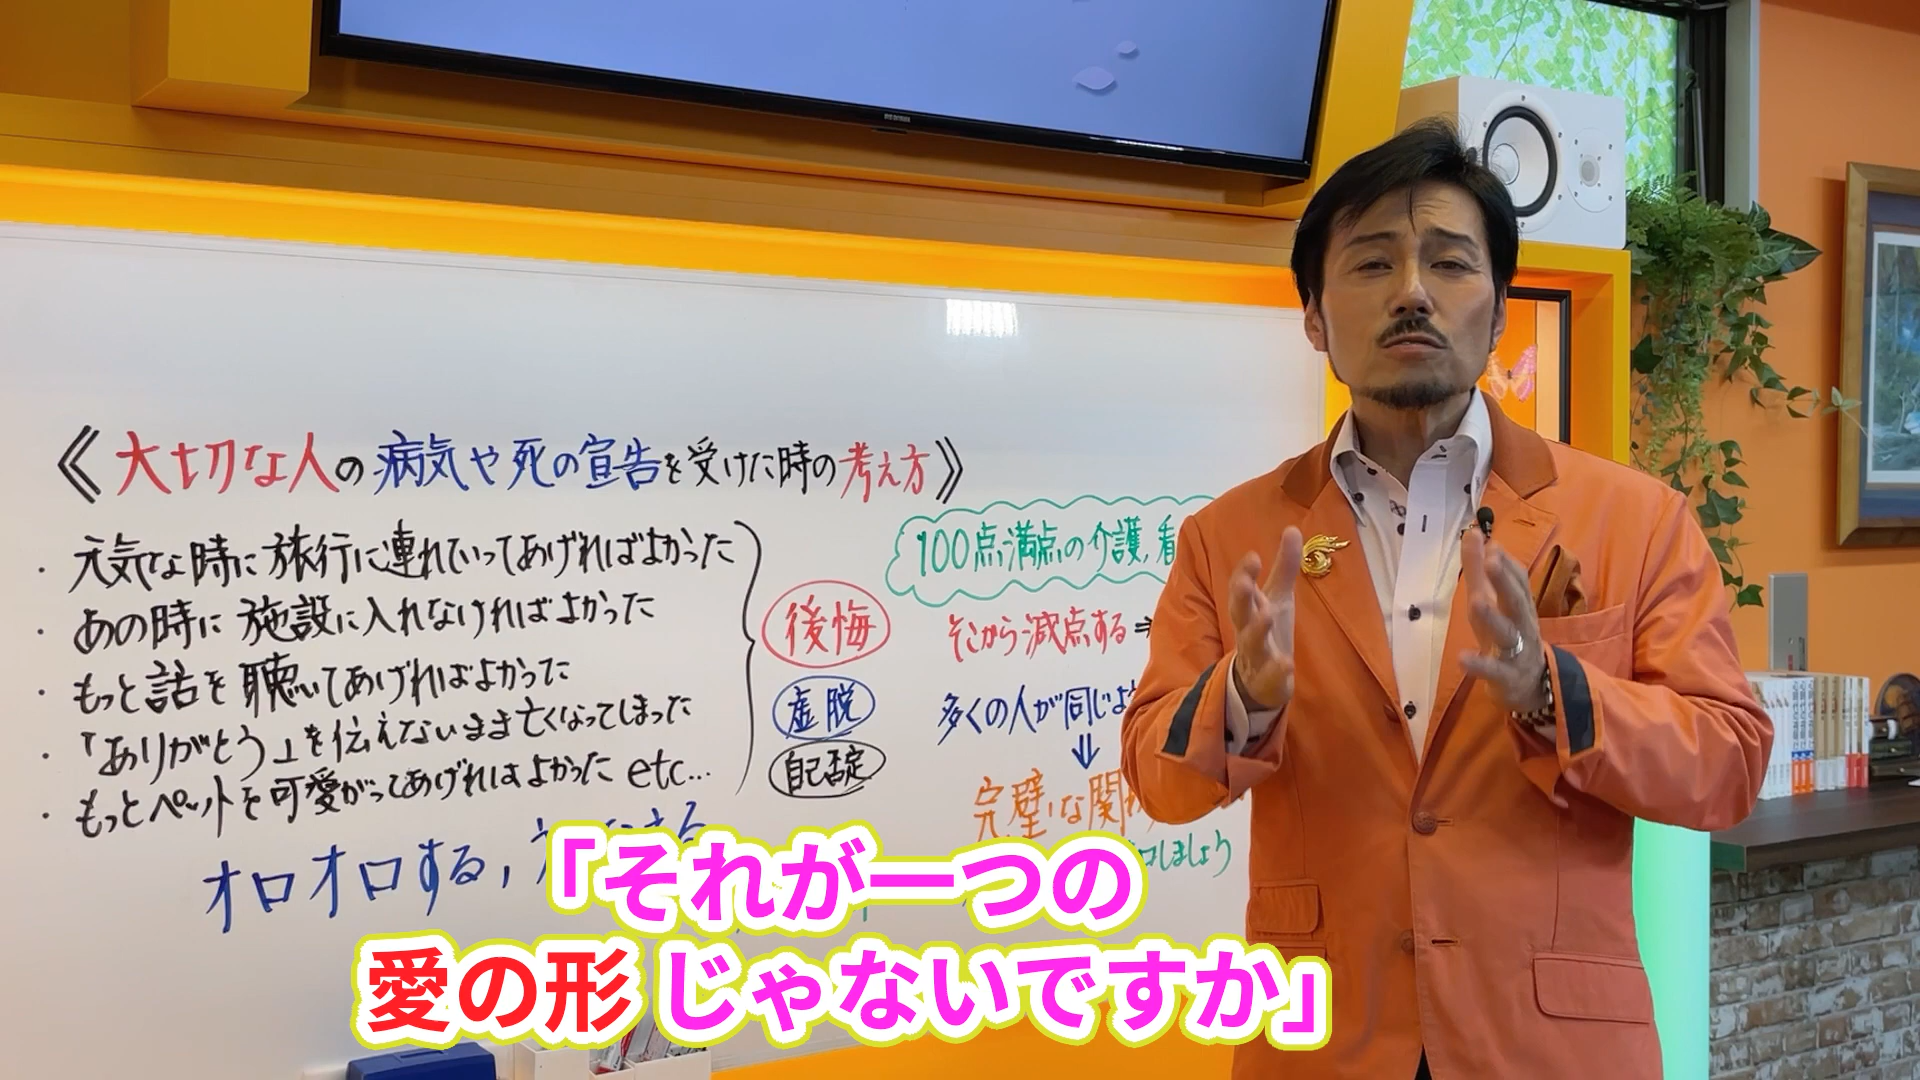 《大切な人の病気や死の宣告を受けた時の考え方》
・元気な時に旅行に連れていってあげればよかった
・あの時に施設に入れなければよかった
・もっと話を聴いてあげればよかった
・「ありがとう」を伝えないまま亡くなってしまった
・もっとペットを可愛がってあげればよかった etc...
後悔
虚脱
自己否定
100点満点の介護、看
そこから減点する⇒
多くの人が同じよ
⇓
完璧な関わ
しましょう
オロオロする,
「それが一つの
愛の形 じゃないですか」